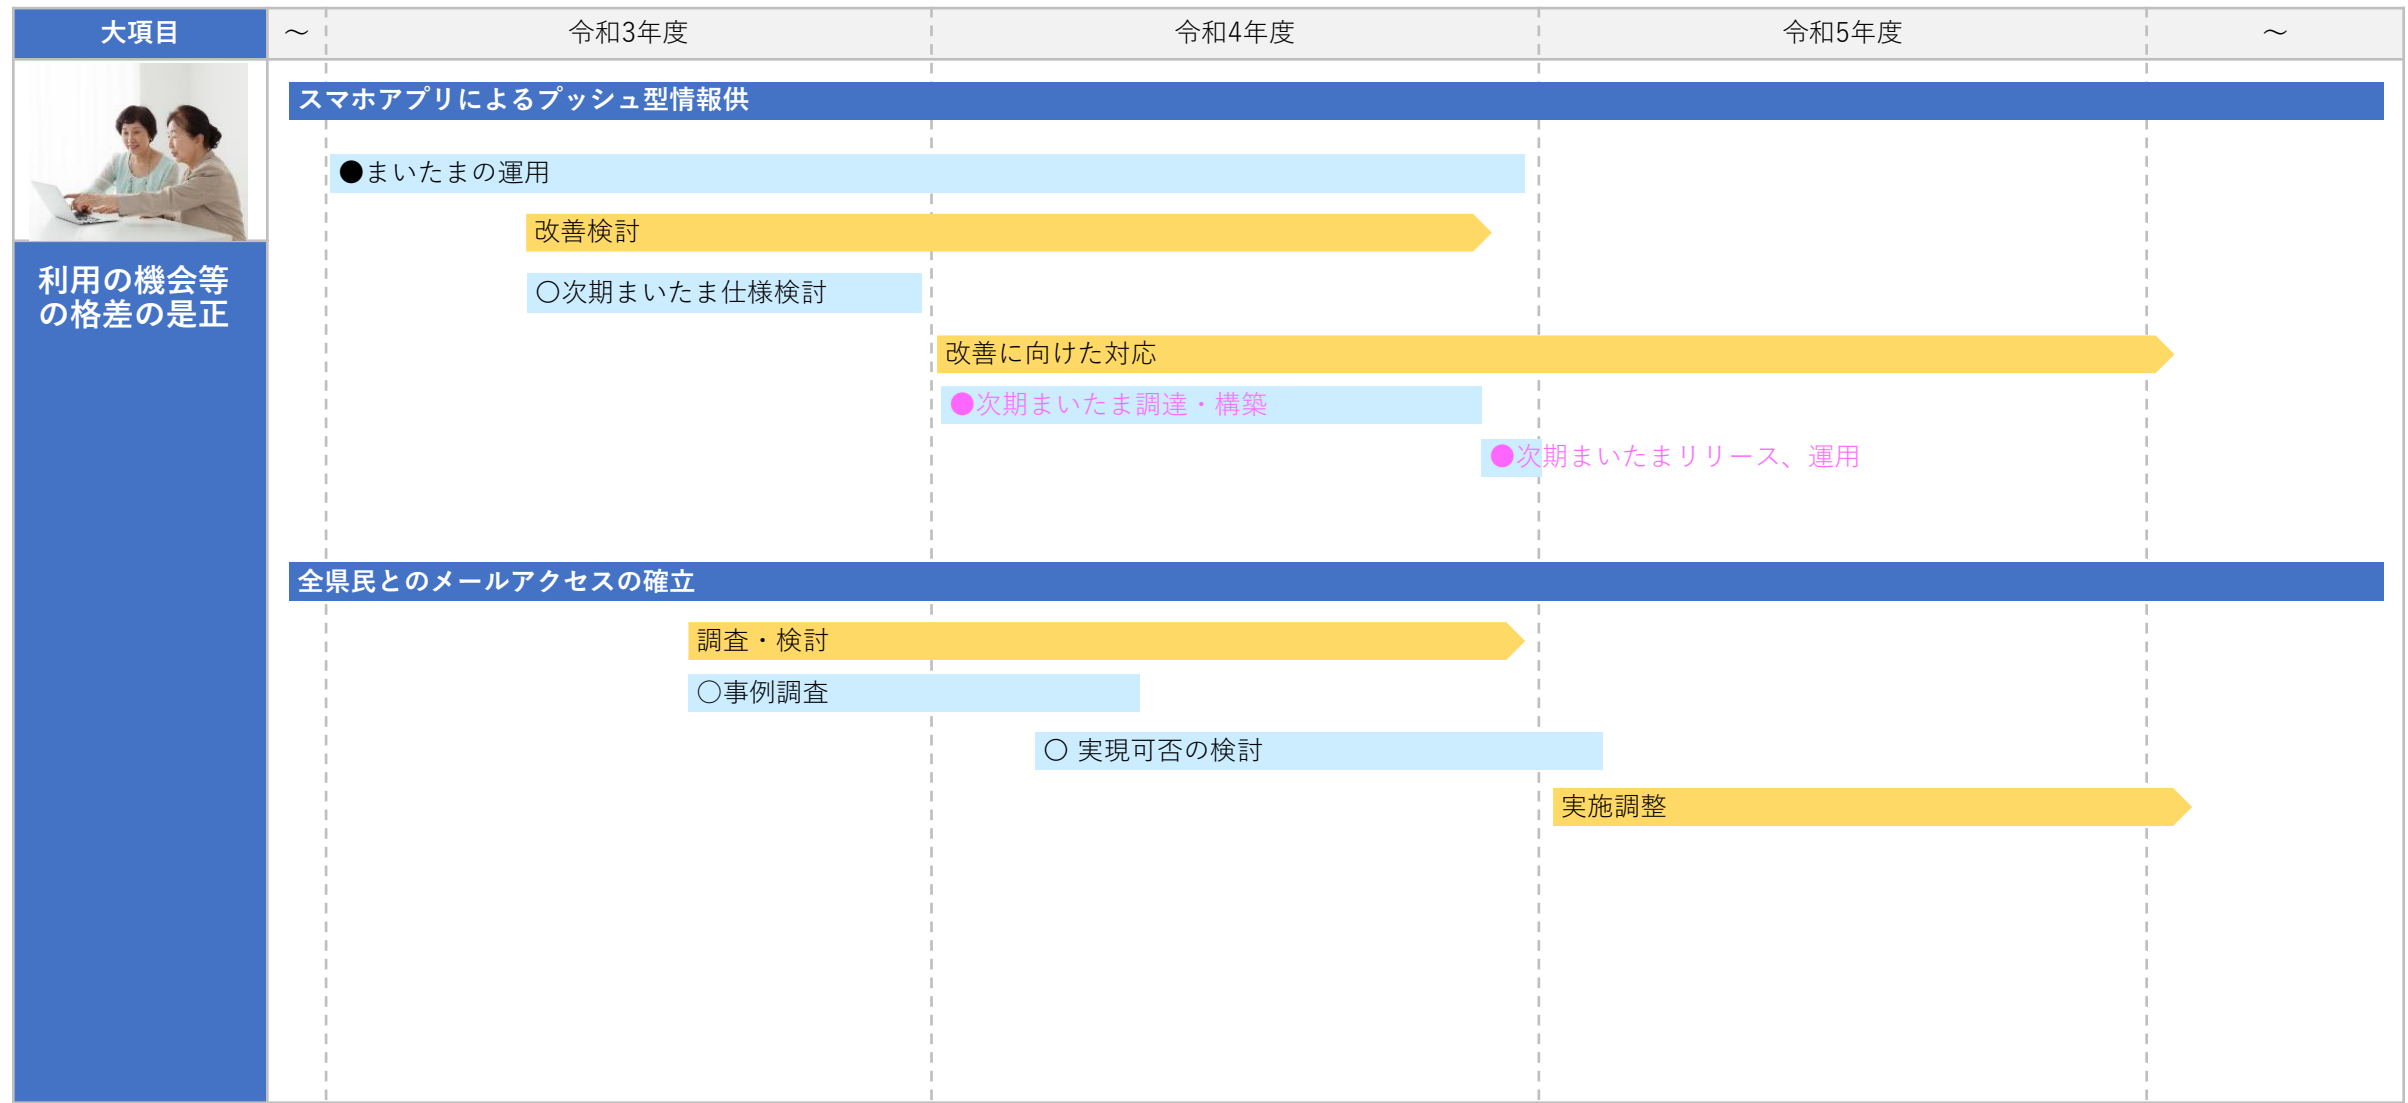 大項目
～
令和3年度
令和4年度
令和5年度
～
利用の機会等
の格差の是正
スマホアプリによるプッシュ型情報供
●まいたまの運用
改善検討
〇次期まいたま仕様検討
改善に向けた対応
●次期まいたま調達・構築
●次期まいたまリリース、運用
全県民とのメールアクセスの確立
調査・検討
〇事例調査
〇 実現可否の検討
実施調整